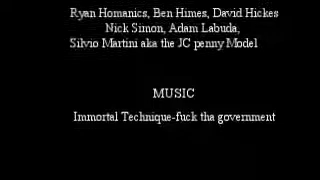 Ryan Homanics, Ben Himes, David Hickes
Nick Simon, Adam Labuda,
Silvio Martini aka the JC penny Model
MUSIC
Immortal Technique-fuck tha government